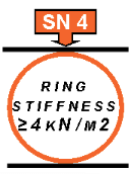 SN 4
RING
STIFFNESS
≥4 KN/M2